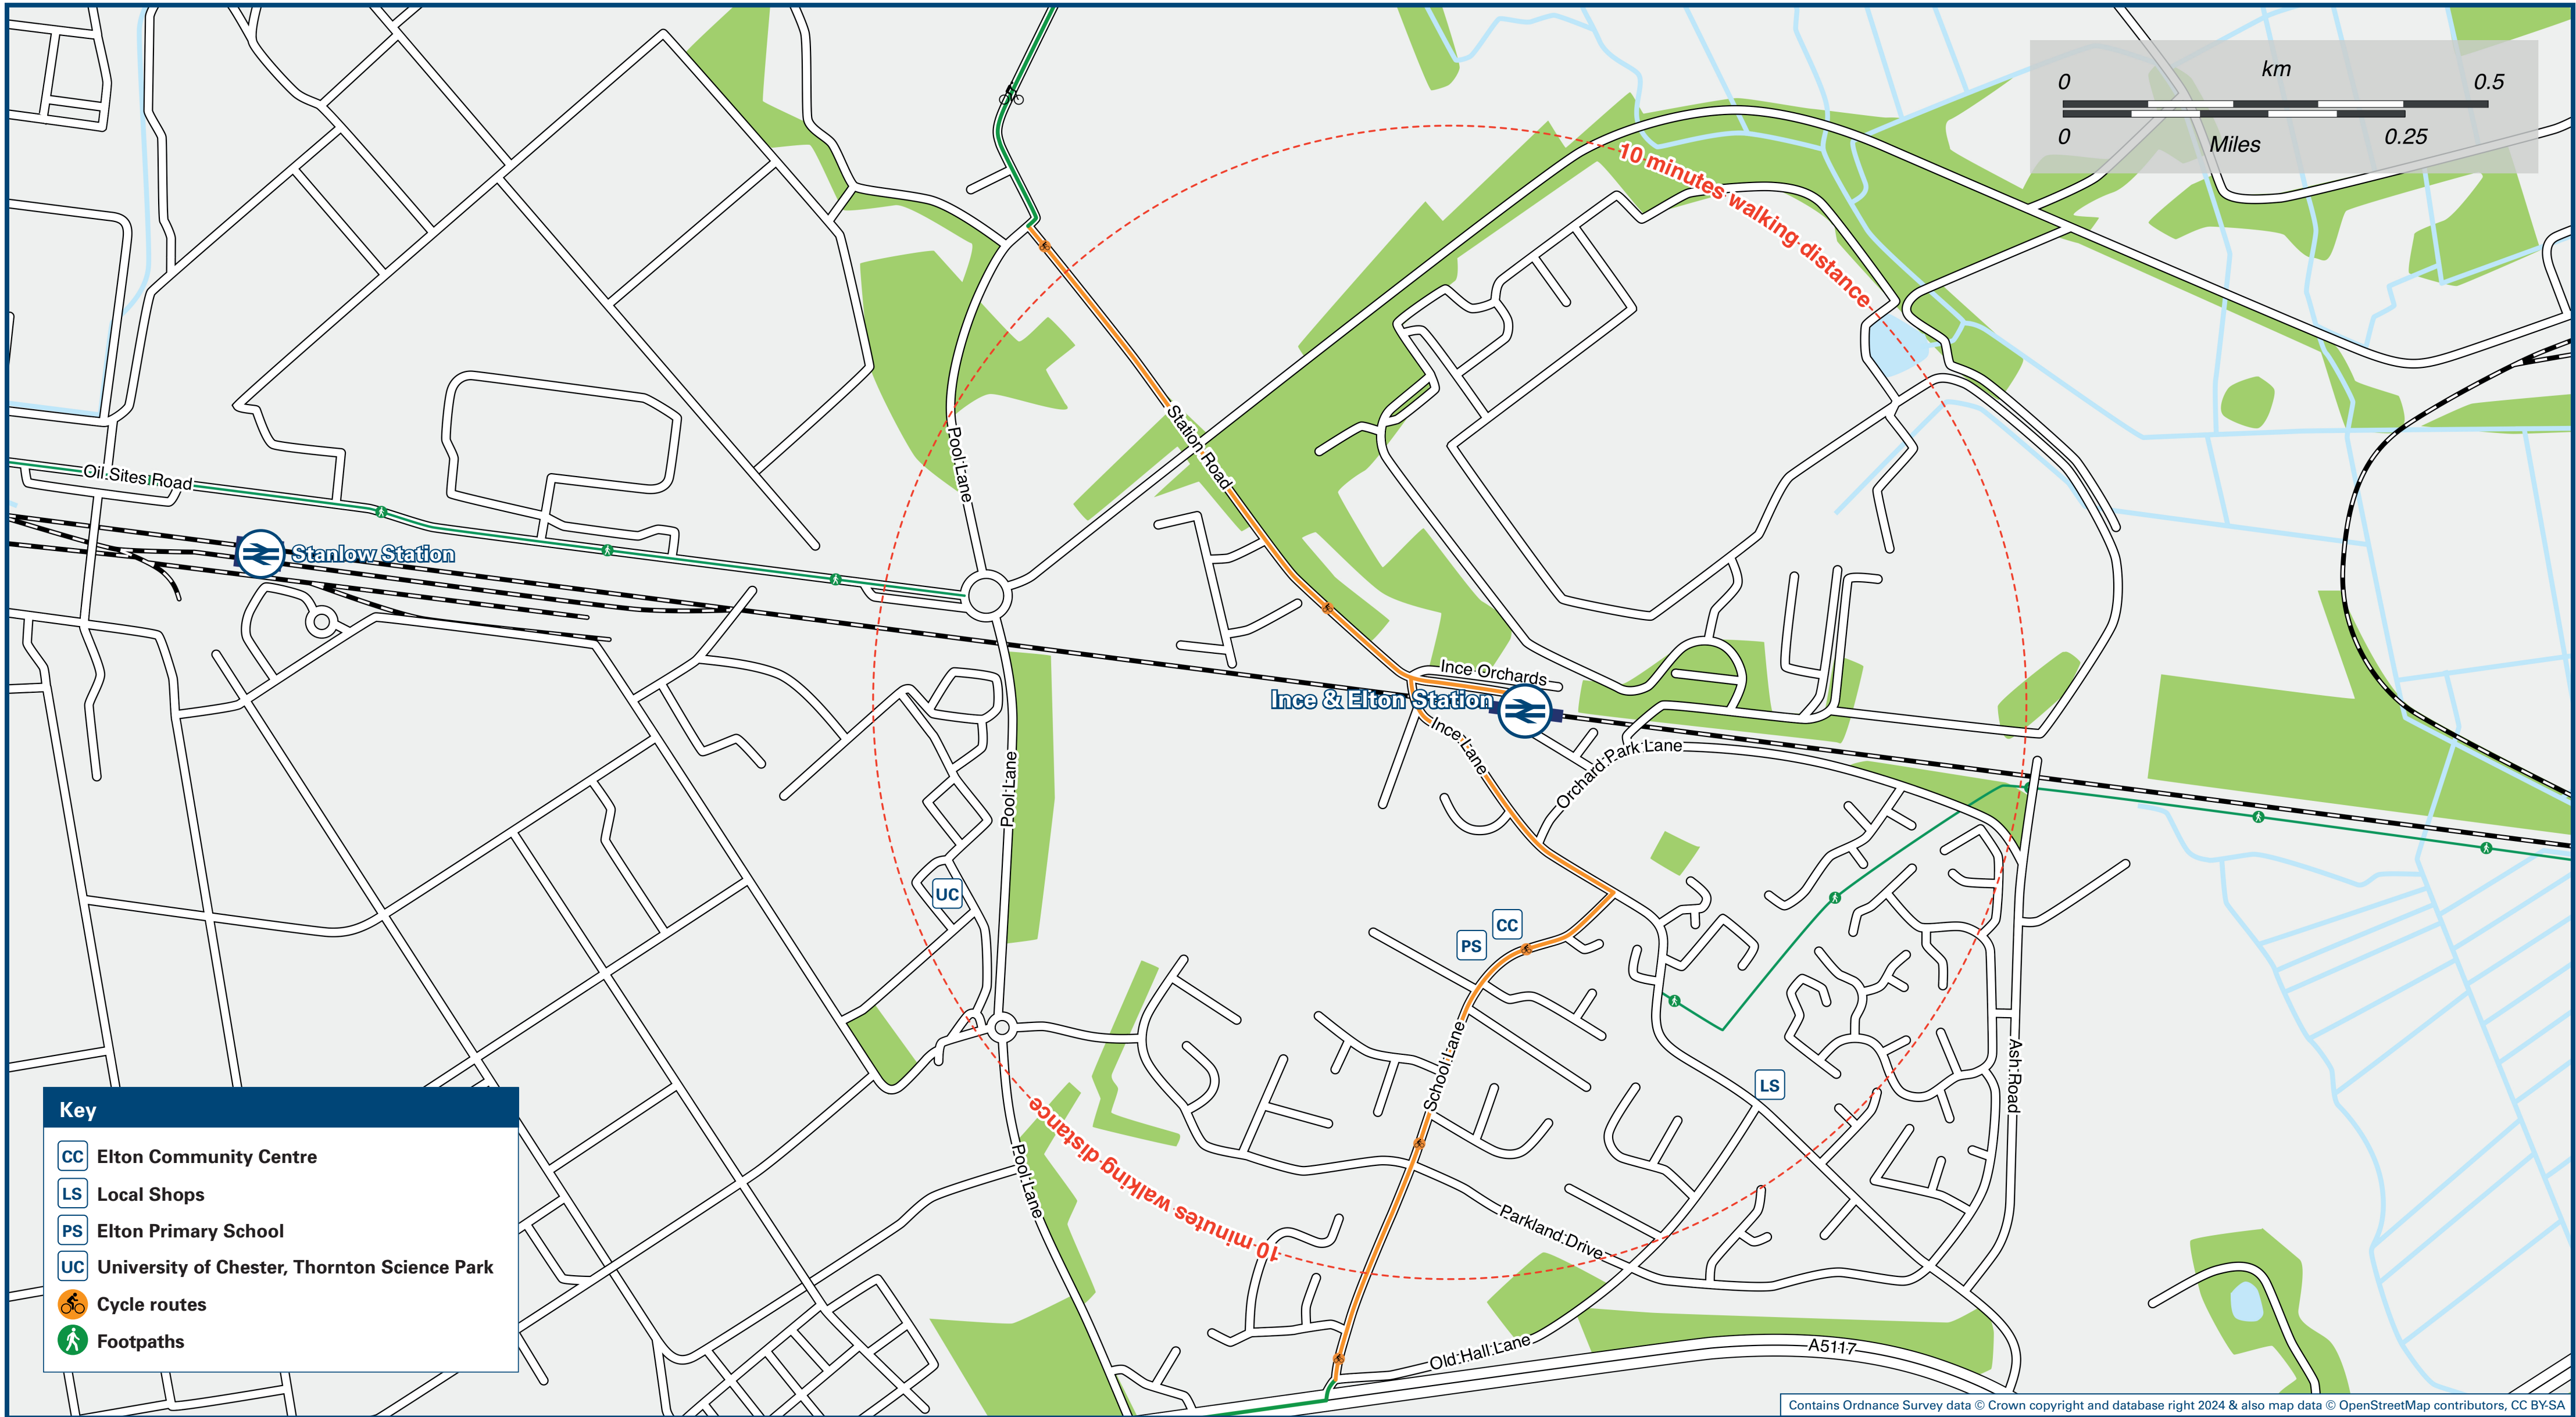 km
0
0.5
0
0.25
Miles
10 minutes walking distance
Station Road
Pool Lane
Oil Sites Road
Stanlow Station
Ince Orchards
Ince & Elton Station
Ince Lane
Orchard Park Lane
Pool Lane
UC
CC
PS
School Lane
LS
Ash Road
10 minutes walking distance
Pool Lane
Parkland Drive
Old Hall Lane
A5117
Key
CC Elton Community Centre
LS Local Shops
PS Elton Primary School
UC University of Chester, Thornton Science Park
Cycle routes
Footpaths
Contains Ordnance Survey data © Crown copyright and database right 2024 & also map data © OpenStreetMap contributors, CC BY-SA